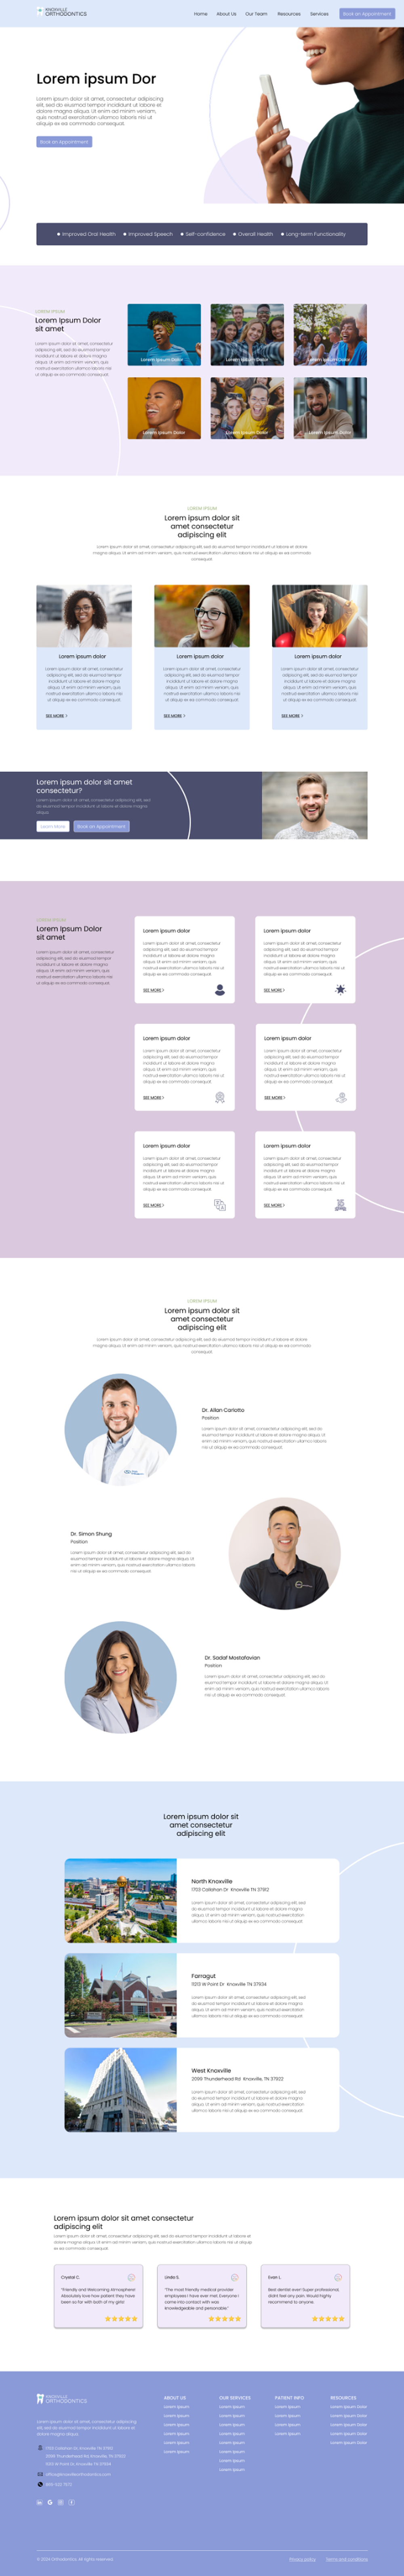 KNOXVILLE
ORTHODONTICS
Home About Us Our Team Resources Services Book an Appointment
Lorem ipsum Dor
Lorem ipsum dolor sit amet, consectetur adipiscing
elit, sed do eiusmod tempor incididunt ut labore et
dolore magna aliqua. Ut enim ad minim veniam, quis
nostrud exercitation ullamco laboris nisi ut
aliquip ex ea commodo consequat.
Book an Appointment
Improved Oral Health Improved Speech Self-confidence Overall Health Long-term Functionality
LOREM IPSUM
Lorem Ipsum Dolor
sit amet
Lorem ipsum dolor sit amet, consectetur
adipiscing elit, sed do eiusmod tempor
incididunt ut labore et dolore magna
aliqua. Ut enim ad minim veniam, quis
nostrud exercitation ullamco laboris nisi
ut aliquip ex ea commodo consequat.
Lorem Ipsum Dolor
Lorem Ipsum Dolor
Lorem Ipsum Dolor
Lorem Ipsum Dolor
Lorem Ipsum Dolor
Lorem Ipsum Dolor
LOREM IPSUM
Lorem ipsum dolor sit
amet consectetur
adipiscing elit
Lorem ipsum dolor sit amet, consectetur adipiscing elit, sed do eiusmod tempor incididunt ut labore et dolore
magna aliqua. Ut enim ad minim veniam, quis nostrud exercitation ullamco laboris nisi ut aliquip ex ea commodo
consequat.
Lorem ipsum dolor
Lorem ipsum dolor sit amet, consectetur
adipiscing elit, sed do eiusmod tempor
incididunt ut labore et dolore magna
aliqua. Ut enim ad minim veniam, quis
nostrud exercitation ullamco laboris nisi
ut aliquip ex ea commodo consequat.
SEE MORE >
Lorem ipsum dolor
Lorem ipsum dolor sit amet, consectetur
adipiscing elit, sed do eiusmod tempor
incididunt ut labore et dolore magna
aliqua. Ut enim ad minim veniam, quis
nostrud exercitation ullamco laboris nisi
ut aliquip ex ea commodo consequat.
SEE MORE >
Lorem ipsum dolor
Lorem ipsum dolor sit amet, consectetur
adipiscing elit, sed do eiusmod tempor
incididunt ut labore et dolore magna
aliqua. Ut enim ad minim veniam, quis
nostrud exercitation ullamco laboris nisi
ut aliquip ex ea commodo consequat.
SEE MORE >
Lorem ipsum dolor sit amet
consectetur?
Lorem ipsum dolor sit amet, consectetur adipiscing elit, sed
do eiusmod tempor incididunt ut labore et dolore magna
aliqua.
Learn More Book an Appointment
LOREM IPSUM
Lorem Ipsum Dolor
sit amet
Lorem ipsum dolor sit amet, consectetur
adipiscing elit, sed do eiusmod tempor
incididunt ut labore et dolore magna
aliqua. Ut enim ad minim veniam, quis
nostrud exercitation ullamco laboris nisi
ut aliquip ex ea commodo consequat.
Lorem ipsum dolor
Lorem ipsum dolor sit amet, consectetur
adipiscing elit, sed do eiusmod tempor
incididunt ut labore et dolore magna
aliqua. Ut enim ad minim veniam, quis
nostrud exercitation ullamco laboris nisi ut
aliquip ex ea commodo consequat.
SEE MORE >
Lorem ipsum dolor
Lorem ipsum dolor sit amet, consectetur
adipiscing elit, sed do eiusmod tempor
incididunt ut labore et dolore magna
aliqua. Ut enim ad minim veniam, quis
nostrud exercitation ullamco laboris nisi ut
aliquip ex ea commodo consequat.
SEE MORE >
Lorem ipsum dolor
Lorem ipsum dolor sit amet, consectetur
adipiscing elit, sed do eiusmod tempor
incididunt ut labore et dolore magna
aliqua. Ut enim ad minim veniam, quis
nostrud exercitation ullamco laboris nisi ut
aliquip ex ea commodo consequat.
SEE MORE >
Lorem ipsum dolor
Lorem ipsum dolor sit amet, consectetur
adipiscing elit, sed do eiusmod tempor
incididunt ut labore et dolore magna
aliqua. Ut enim ad minim veniam, quis
nostrud exercitation ullamco laboris nisi ut
aliquip ex ea commodo consequat.
SEE MORE >
Lorem ipsum dolor
Lorem ipsum dolor sit amet, consectetur
adipiscing elit, sed do eiusmod tempor
incididunt ut labore et dolore magna
aliqua. Ut enim ad minim veniam, quis
nostrud exercitation ullamco laboris nisi ut
aliquip ex ea commodo consequat.
SEE MORE >
Lorem ipsum dolor
Lorem ipsum dolor sit amet, consectetur
adipiscing elit, sed do eiusmod tempor
incididunt ut labore et dolore magna
aliqua. Ut enim ad minim veniam, quis
nostrud exercitation ullamco laboris nisi ut
aliquip ex ea commodo consequat.
SEE MORE >
LOREM IPSUM
Lorem ipsum dolor sit
amet consectetur
adipiscing elit
Lorem ipsum dolor sit amet, consectetur adipiscing elit, sed do eiusmod tempor incididunt ut labore et dolore
magna aliqua. Ut enim ad minim veniam, quis nostrud exercitation ullamco laboris nisi ut aliquip ex ea commodo
consequat.
Dr. Allan Carlotto
Position
Lorem ipsum dolor sit amet, consectetur adipiscing elit, sed do
eiusmod tempor incididunt ut labore et dolore magna aliqua. Ut
enim ad minim veniam, quis nostrud exercitation ullamco laboris
nisi ut aliquip ex ea commodo consequat.
Dr. Simon Shung
Position
Lorem ipsum dolor sit amet, consectetur adipiscing elit, sed do
eiusmod tempor incididunt ut labore et dolore magna aliqua. Ut
enim ad minim veniam, quis nostrud exercitation ullamco laboris
nisi ut aliquip ex ea commodo consequat.
Dr. Sadaf Mostafavian
Position
Lorem ipsum dolor sit amet, consectetur adipiscing elit, sed do
eiusmod tempor incididunt ut labore et dolore magna aliqua. Ut
enim ad minim veniam, quis nostrud exercitation ullamco laboris
nisi ut aliquip ex ea commodo consequat.
Lorem ipsum dolor sit
amet consectetur
adipiscing elit
North Knoxville
1703 Callahan Dr Knoxville TN 37912
Lorem ipsum dolor sit amet, consectetur adipiscing elit, sed
do eiusmod tempor incididunt ut labore et dolore magna
aliqua. Ut enim ad minim veniam, quis nostrud exercitation
ullamco laboris nisi ut aliquip ex ea commodo consequat.
Farragut
11213 W Point Dr Knoxville TN 37934
Lorem ipsum dolor sit amet, consectetur adipiscing elit, sed
do eiusmod tempor incididunt ut labore et dolore magna
aliqua. Ut enim ad minim veniam, quis nostrud exercitation
ullamco laboris nisi ut aliquip ex ea commodo consequat.
West Knoxville
2099 Thunderhead Rd Knoxville, TN 37922
Lorem ipsum dolor sit amet, consectetur adipiscing elit, sed
do eiusmod tempor incididunt ut labore et dolore magna
aliqua. Ut enim ad minim veniam, quis nostrud exercitation
ullamco laboris nisi ut aliquip ex ea commodo consequat.
Lorem ipsum dolor sit amet consectetur
adipiscing elit
Lorem ipsum dolor sit amet, consectetur adipiscing elit, sed do eiusmod tempor incididunt ut labore et dolore
magna aliqua. Ut enim ad minim veniam, quis nostrud exercitation ullamco laboris nisi ut aliquip ex ea
commodo consequat.
Crystal C.
"Friendly and Welcoming Atmosphere!
Absolutely love how patient they have
been so far with both of my girls!!
Linda S.
"The most friendly medical provider
employees I have ever met. Everyone I
came into contact with was
knowledgeable and personable."
Evan L.
Best dentist ever! Super professional,
didnt feel any pain. Would highly
recommend to anyone.
KNOXVILLE
ORTHODONTICS
Lorem ipsum dolor sit amet, consectetur adipiscing
elit, sed do eiusmod tempor incididunt ut labore et
dolore magna aliqua.
1703 Callahan Dr, Knoxville TN 37912
2099 Thunderhead Rd, Knoxville, TN 37922
11213 W Point Dr, Knoxville, TN 37934
ABOUT US
Lorem Ipsum
Lorem Ipsum
Lorem Ipsum
Lorem Ipsum
Lorem Ipsum
Lorem Ipsum
OUR SERVICES
Lorem Ipsum
Lorem Ipsum
Lorem Ipsum
Lorem Ipsum
Lorem Ipsum
Lorem Ipsum
Lorem Ipsum
Lorem Ipsum
PATIENT INFO
Lorem Ipsum
Lorem Ipsum
Lorem Ipsum
Lorem Ipsum
RESOURCES
Lorem Ipsum Dolor
Lorem Ipsum Dolor
Lorem Ipsum Dolor
Lorem Ipsum Dolor
Lorem Ipsum Dolor
© 2024 Orthodontics. All rights reserved. Privacy policy Terms and conditions